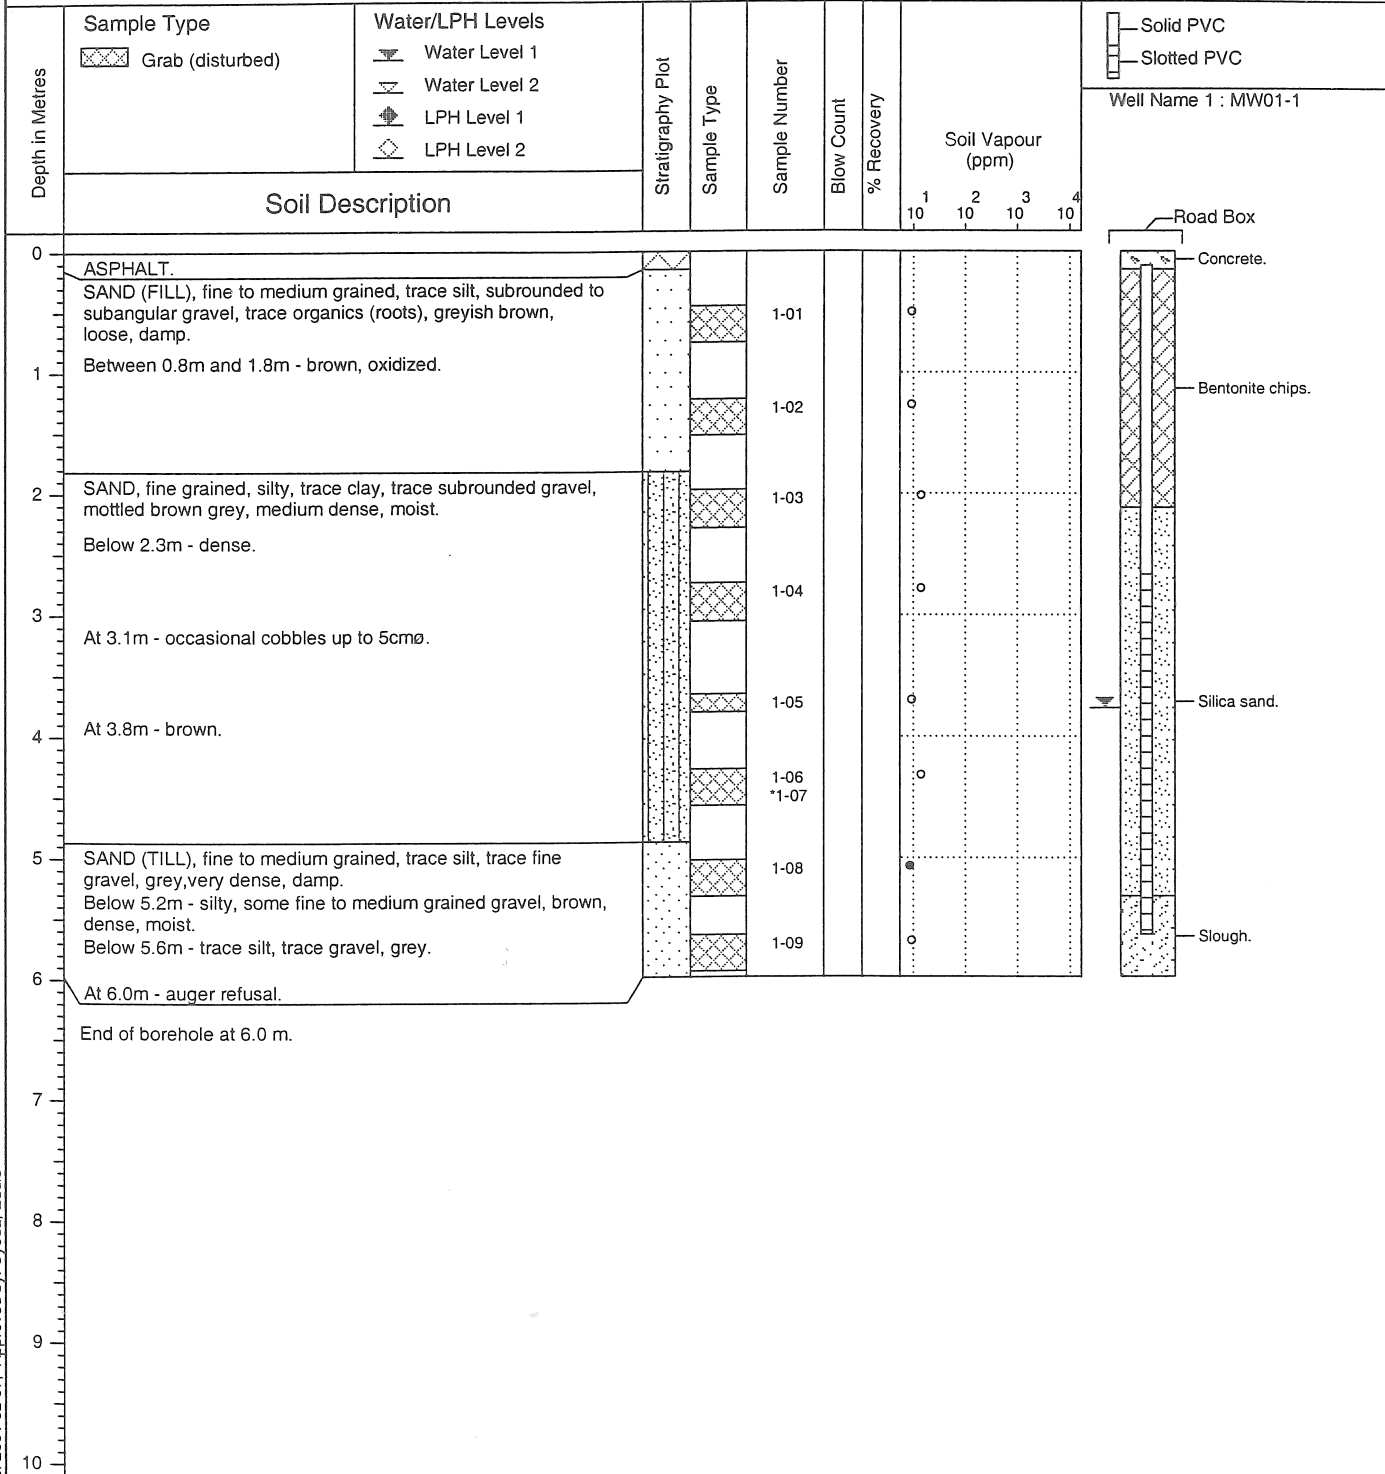 Sample Type
Grab (disturbed)
Water/LPH Levels
Water Level 1
Water Level 2
LPH Level 1
LPH Level 2
Depth in Metres
Soil Description
Stratigraphy Plot
Sample Type
Sample Number
Blow Count
% Recovery
Soil Vapour
(ppm)
10^1 10^2 10^3 10^4
Solid PVC
Slotted PVC
Well Name 1 : MW01-1
Road Box
0
ASPHALT.
Concrete.
SAND (FILL), fine to medium grained, trace silt, subrounded to
subangular gravel, trace organics (roots), greyish brown,
loose, damp.
1-01
Between 0.8m and 1.8m - brown, oxidized.
1
Bentonite chips.
1-02
SAND, fine grained, silty, trace clay, trace subrounded gravel,
mottled brown grey, medium dense, moist.
2
1-03
Below 2.3m - dense.
1-04
3
At 3.1m - occasional cobbles up to 5cmø.
1-05
Silica sand.
At 3.8m - brown.
4
1-06
*1-07
SAND (TILL), fine to medium grained, trace silt, trace fine
gravel, grey,very dense, damp.
5
1-08
Below 5.2m - silty, some fine to medium grained gravel, brown,
dense, moist.
Below 5.6m - trace silt, trace gravel, grey.
1-09
Slough.
6
At 6.0m - auger refusal.
End of borehole at 6.0 m.
7
8
9
10